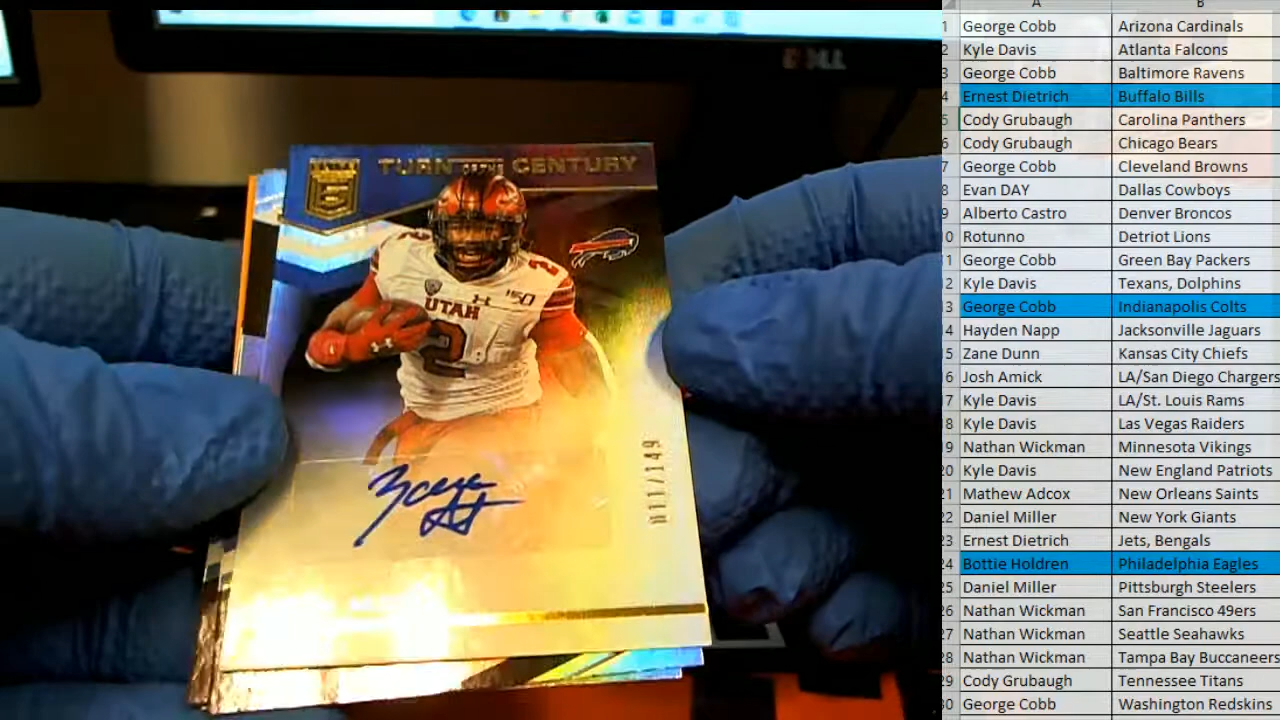 DELL
TURN OF THE CENTURY
ELITE
UTAH
'150
2
2
011/149
A B
1 George Cobb Arizona Cardinals
2 Kyle Davis Atlanta Falcons
3 George Cobb Baltimore Ravens
4 Ernest Dietrich Buffalo Bills
5 Cody Grubaugh Carolina Panthers
6 Cody Grubaugh Chicago Bears
7 George Cobb Cleveland Browns
8 Evan DAY Dallas Cowboys
9 Alberto Castro Denver Broncos
10 Rotunno Detriot Lions
11 George Cobb Green Bay Packers
12 Kyle Davis Texans, Dolphins
13 George Cobb Indianapolis Colts
14 Hayden Napp Jacksonville Jaguars
15 Zane Dunn Kansas City Chiefs
16 Josh Amick LA/San Diego Chargers
17 Kyle Davis LA/St. Louis Rams
18 Kyle Davis Las Vegas Raiders
19 Nathan Wickman Minnesota Vikings
20 Kyle Davis New England Patriots
21 Mathew Adcox New Orleans Saints
22 Daniel Miller New York Giants
23 Ernest Dietrich Jets, Bengals
24 Bottie Holdren Philadelphia Eagles
25 Daniel Miller Pittsburgh Steelers
26 Nathan Wickman San Francisco 49ers
27 Nathan Wickman Seattle Seahawks
28 Nathan Wickman Tampa Bay Buccaneers
29 Cody Grubaugh Tennessee Titans
30 George Cobb Washington Redskins